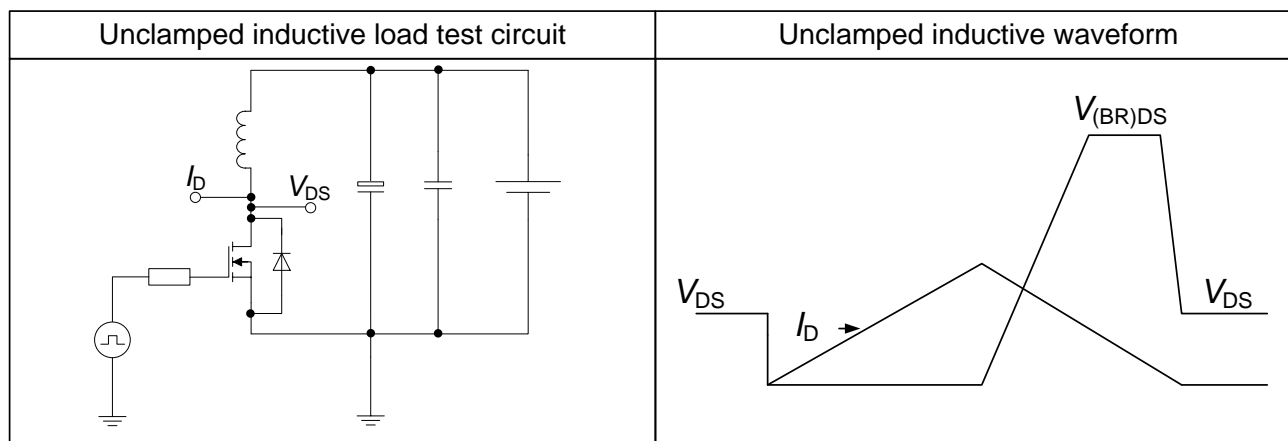 Unclamped inductive load test circuit
Unclamped inductive waveform
V(BR)DS
ID
VDS
VDS
VDS
ID